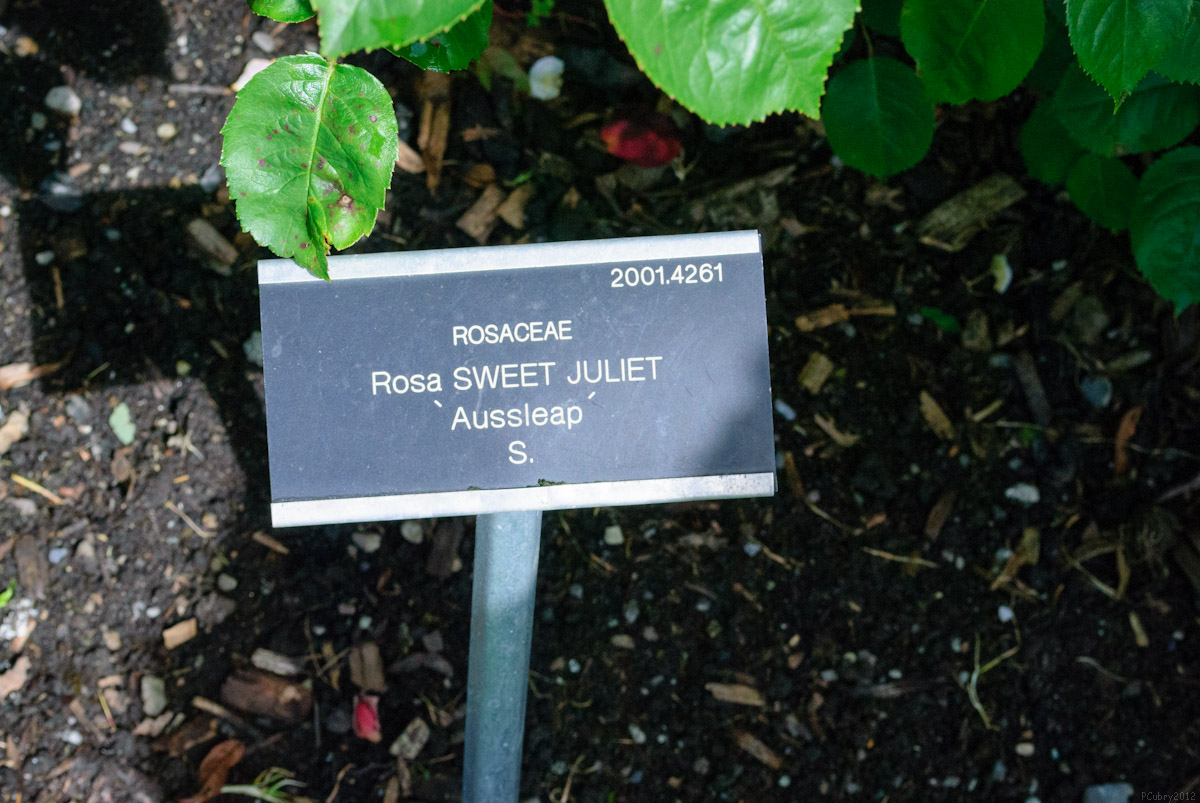 2001.4261
ROSACEAE
Rosa SWEET JULIET
`Aussleap´
S.
PCubry2012